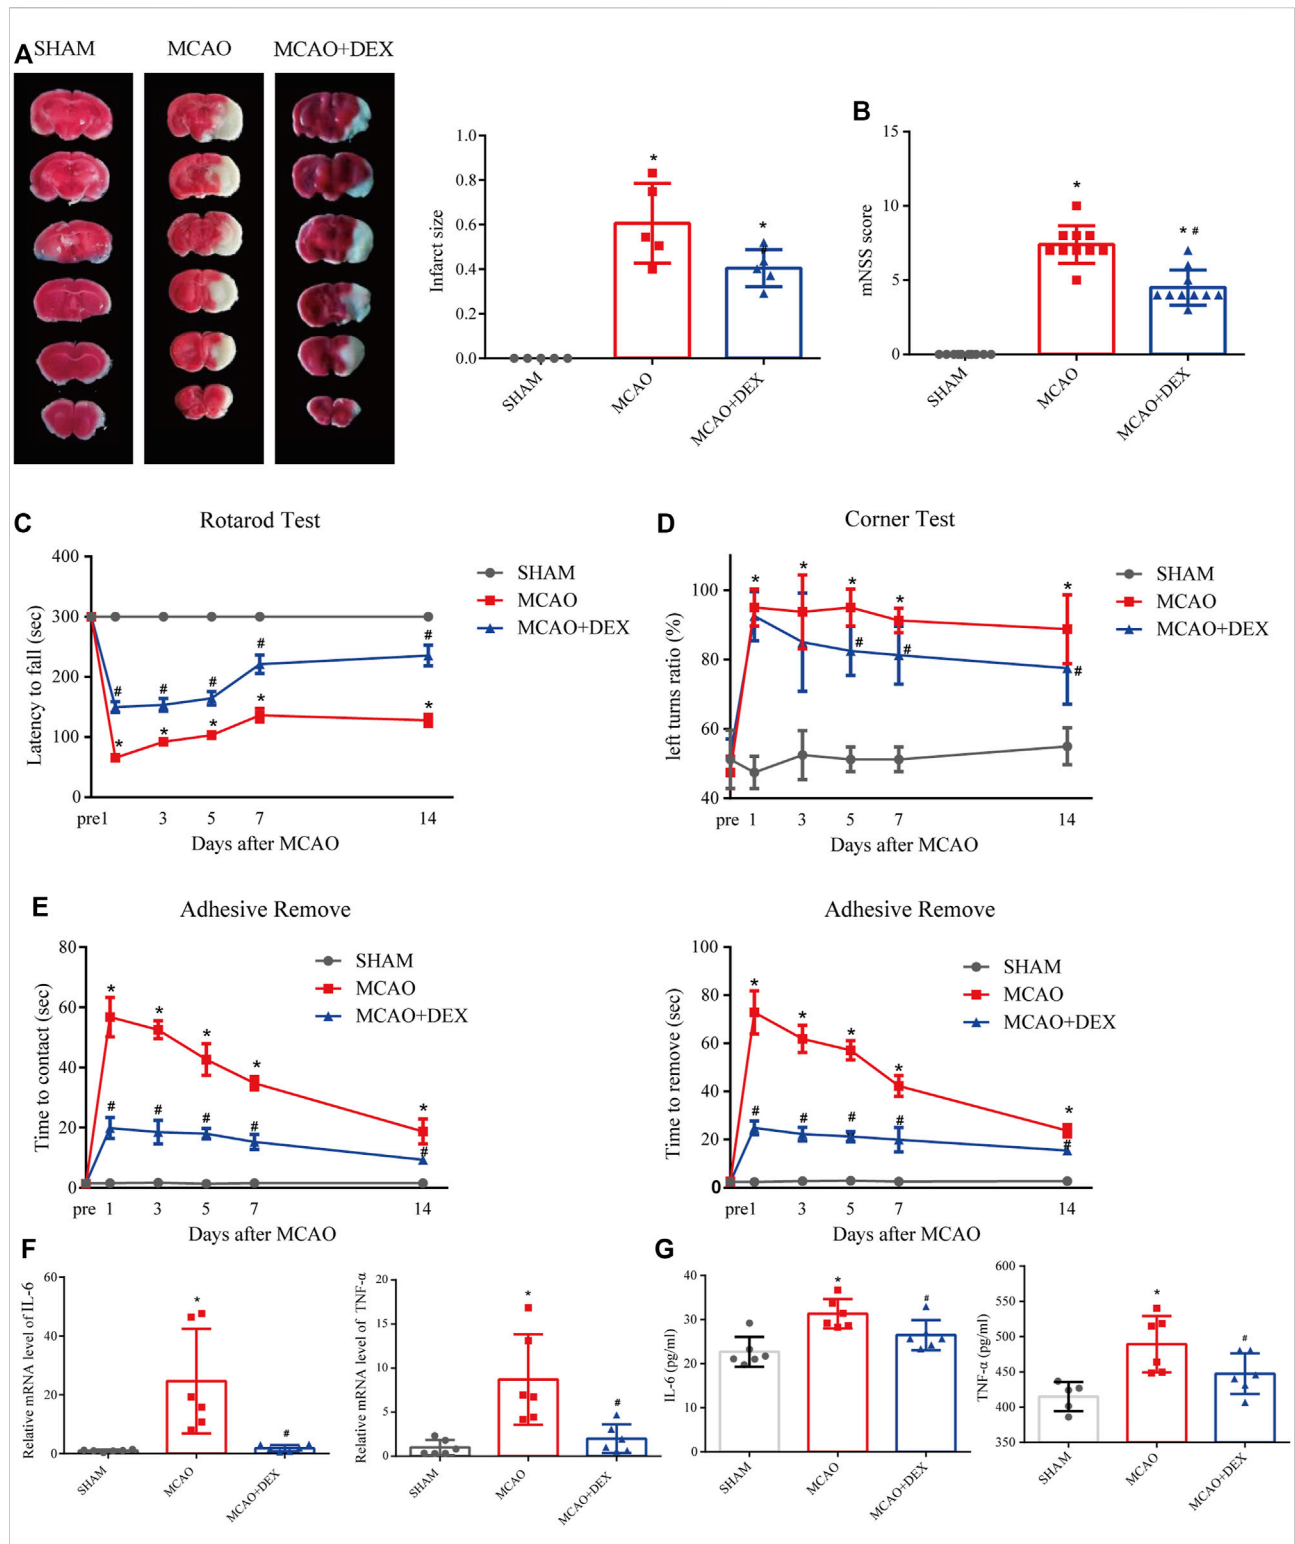 A SHAM MCAO MCAO+DEX
Infarct size
1.0
0.8
0.6
0.4
0.2
0.0
*
*
#
SHAM
MCAO
MCAO+DEX
B
mNSS score
15
10
5
0
*
* #
SHAM
MCAO
MCAO+DEX
C
Rotarod Test
Latency to fall (sec)
400
300
200
100
0
SHAM
MCAO
MCAO+DEX
# # # # #
* * * * *
pre1 3 5 7 14
Days after MCAO
D
Corner Test
left turns ratio (%)
100
80
60
40
SHAM
MCAO
MCAO+DEX
* * * * *
# # #
pre 1 3 5 7 14
Days after MCAO
E
Adhesive Remove
Time to contact (sec)
80
60
40
20
0
SHAM
MCAO
MCAO+DEX
* * * * *
# # # # #
pre 1 3 5 7 14
Days after MCAO
Adhesive Remove
Time to remove (sec)
100
80
60
40
20
0
SHAM
MCAO
MCAO+DEX
* * * * *
# # # # #
pre1 3 5 7 14
Days after MCAO
F
Relative mRNA level of IL-6
60
40
20
0
*
#
SHAM
MCAO
MCAO+DEX
Relative mRNA level of TNF-α
20
15
10
5
0
*
#
SHAM
MCAO
MCAO+DEX
G
IL-6 (pg/ml)
40
30
20
10
0
*
#
SHAM
MCAO
MCAO+DEX
TNF-α (pg/ml)
600
550
500
450
400
350
*
#
SHAM
MCAO
MCAO+DEX